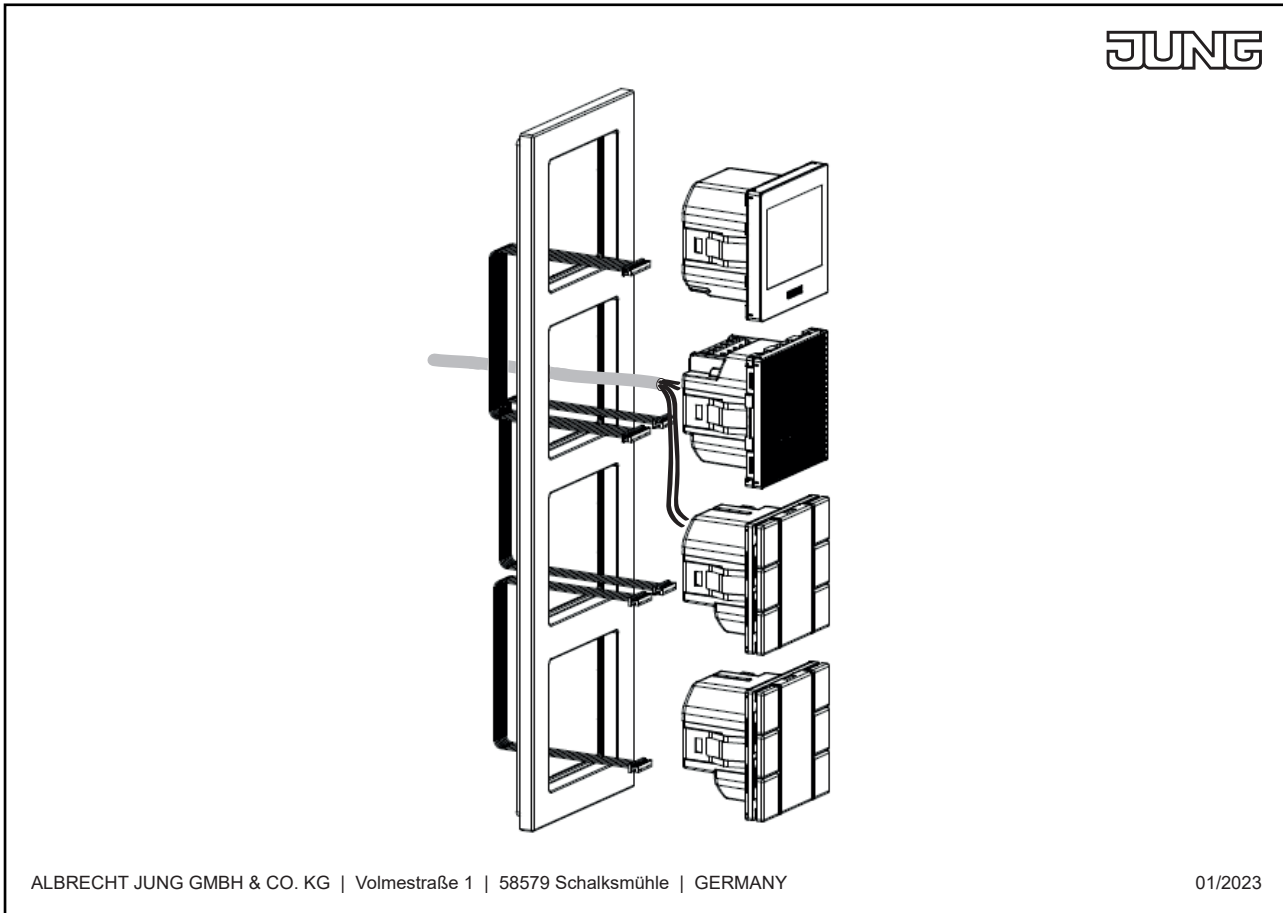 JUNG
ALBRECHT JUNG GMBH & CO. KG | Volmestraße 1 | 58579 Schalksmühle | GERMANY
01/2023